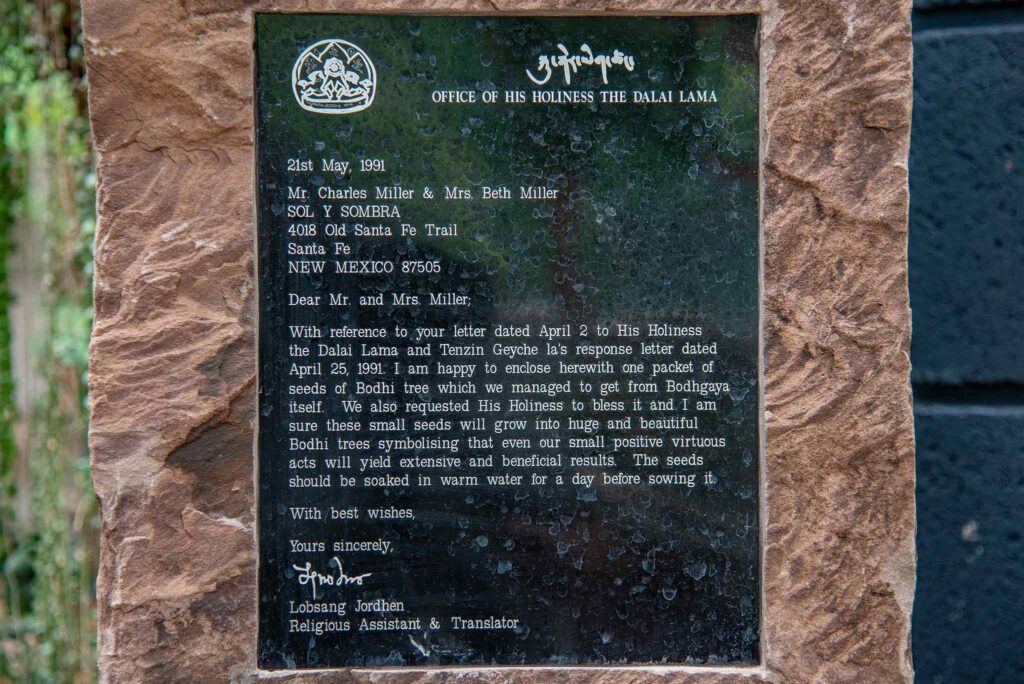 OFFICE OF HIS HOLINESS THE DALAI LAMA
21st May, 1991
Mr. Charles Miller & Mrs. Beth Miller
SOL Y SOMBRA
4018 Old Santa Fe Trail
Santa Fe
NEW MEXICO 87505
Dear Mr. and Mrs. Miller;
With reference to your letter dated April 2 to His Holiness
the Dalai Lama and Tenzin Geyche la's response letter dated
April 25, 1991. I am happy to enclose herewith one packet of
seeds of Bodhi tree which we managed to get from Bodhgaya
itself. We also requested His Holiness to bless it and I am
sure these small seeds will grow into huge and beautiful
Bodhi trees symbolising that even our small positive virtuous
acts will yield extensive and beneficial results. The seeds
should be soaked in warm water for a day before sowing it.
With best wishes,
Yours sincerely,
Lobsang Jordhen
Religious Assistant & Translator